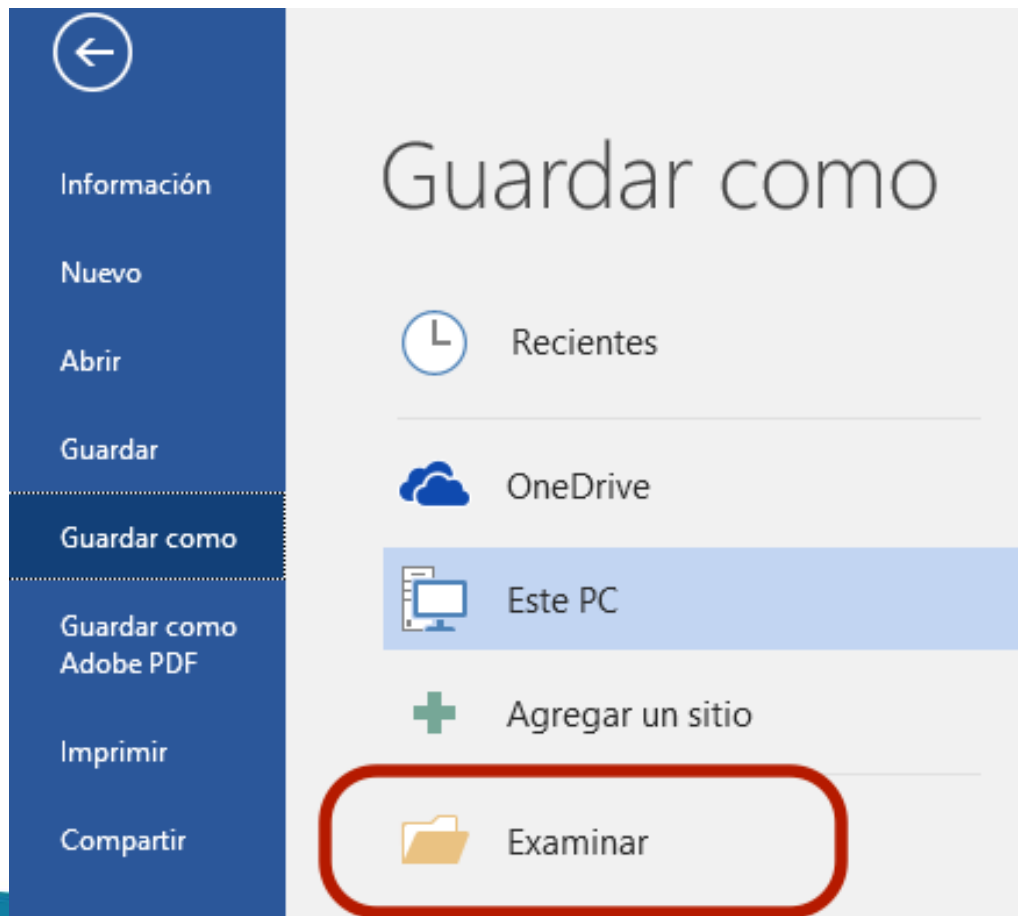 Información
Nuevo
Abrir
Guardar
Guardar como
Guardar como
Adobe PDF
Imprimir
Compartir
Guardar como
Recientes
OneDrive
Este PC
Agregar un sitio
Examinar